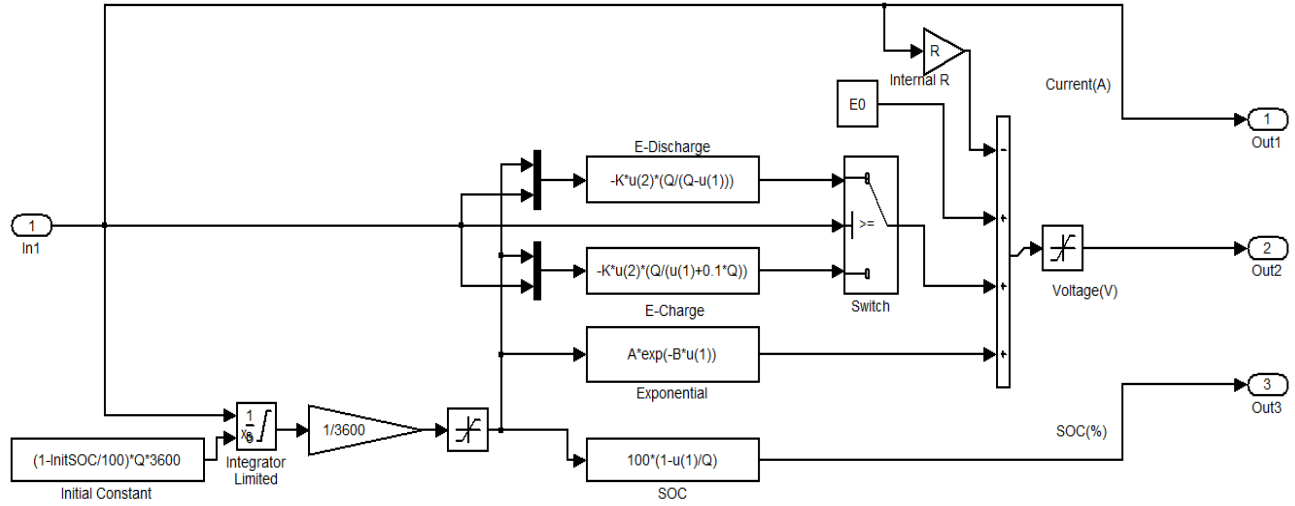 R
Internal R
E0
Current(A)
1
Out1
E-Discharge
-K*u(2)*(Q/(Q-u(1)))
-
1
In1
>=
+
2
Out2
-K*u(2)*(Q/(u(1)+0.1*Q))
E-Charge
Switch
+
Voltage(V)
A*exp(-B*u(1))
Exponential
+
3
Out3
1
s
xo
1/3600
SOC(%)
(1-InitSOC/100)*Q*3600
Initial Constant
Integrator
Limited
100*(1-u(1)/Q)
SOC